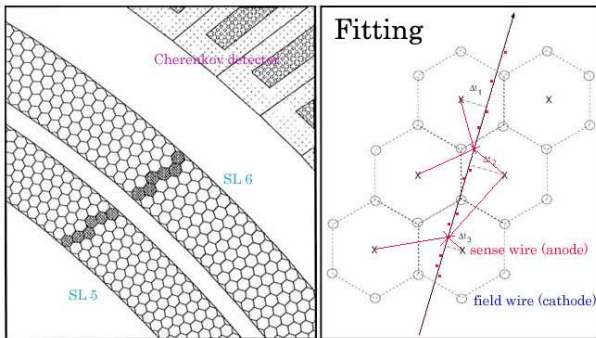 Cherenkov detector
SL 6
SL 5
Fitting
Δt₁
Δt₂
Δt₃
sense wire (anode)
field wire (cathode)